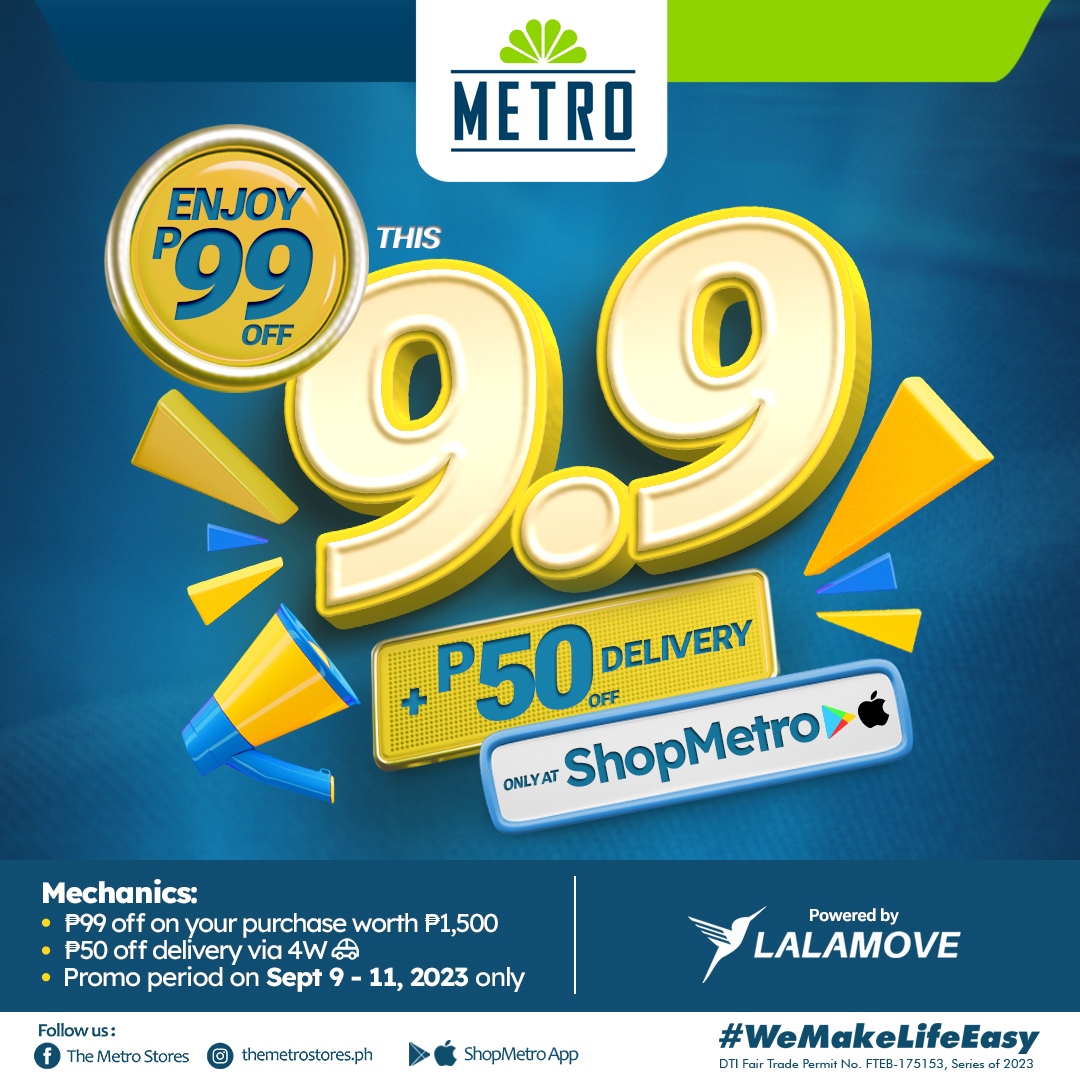 METRO
ENJOY
P99
OFF
THIS
9.9
+ P50 OFF DELIVERY
ONLY AT ShopMetro
Mechanics:
• ₱99 off on your purchase worth ₱1,500
• ₱50 off delivery via 4W
• Promo period on Sept 9 - 11, 2023 only
Powered by
LALAMOVE
Follow us :
The Metro Stores
themetrostores.ph
ShopMetro App
#WeMakeLifeEasy
DTI Fair Trade Permit No. FTEB-175153, Series of 2023